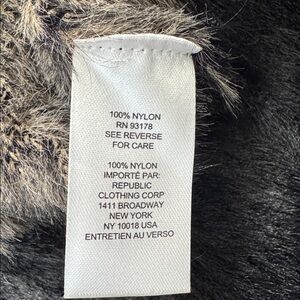 100% NYLON
RN 93178
SEE REVERSE
FOR CARE
100% NYLON
IMPORTÉ PAR:
REPUBLIC
CLOTHING CORP
1411 BROADWAY
NEW YORK
NY 10018 USA
ENTRETIEN AU VERSO